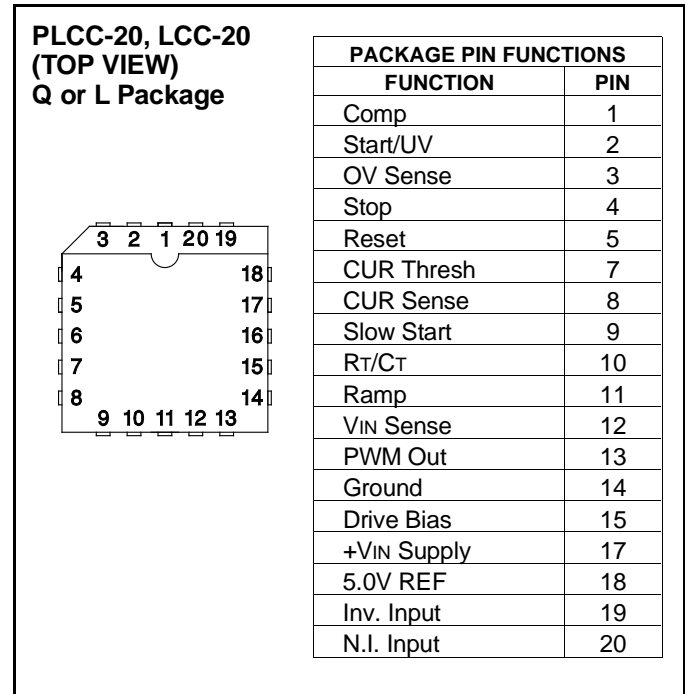 PLCC-20, LCC-20
(TOP VIEW)
Q or L Package
3 2 1 20 19
4 18
5 17
6 16
7 15
8 14
9 10 11 12 13
PACKAGE PIN FUNCTIONS
FUNCTION PIN
Comp 1
Start/UV 2
OV Sense 3
Stop 4
Reset 5
CUR Thresh 7
CUR Sense 8
Slow Start 9
RT/CT 10
Ramp 11
VIN Sense 12
PWM Out 13
Ground 14
Drive Bias 15
+VIN Supply 17
5.0V REF 18
Inv. Input 19
N.I. Input 20